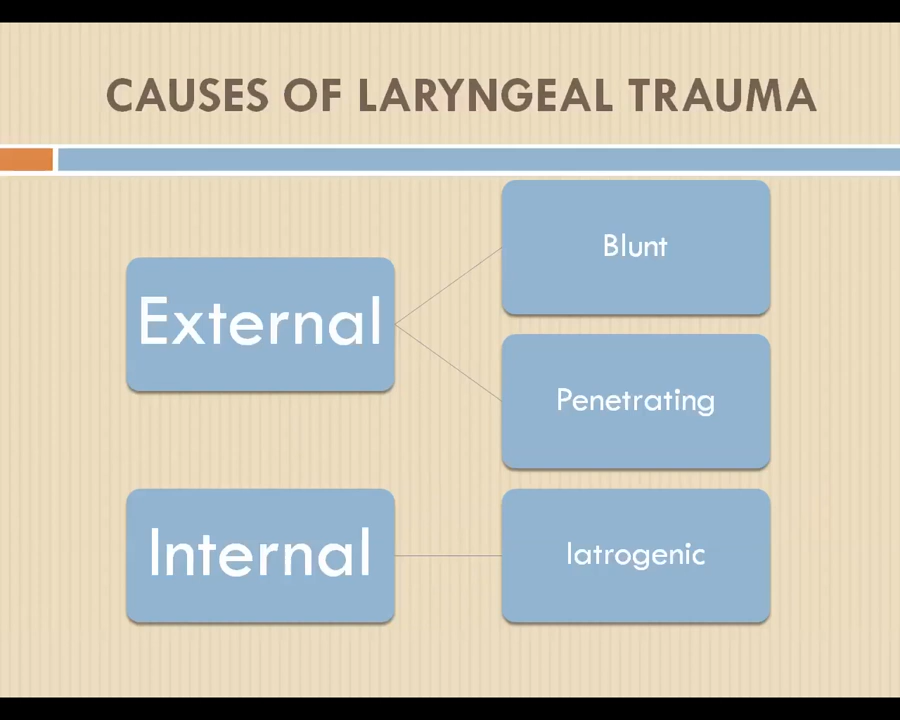 CAUSES OF LARYNGEAL TRAUMA
External
Blunt
Penetrating
Internal
Iatrogenic